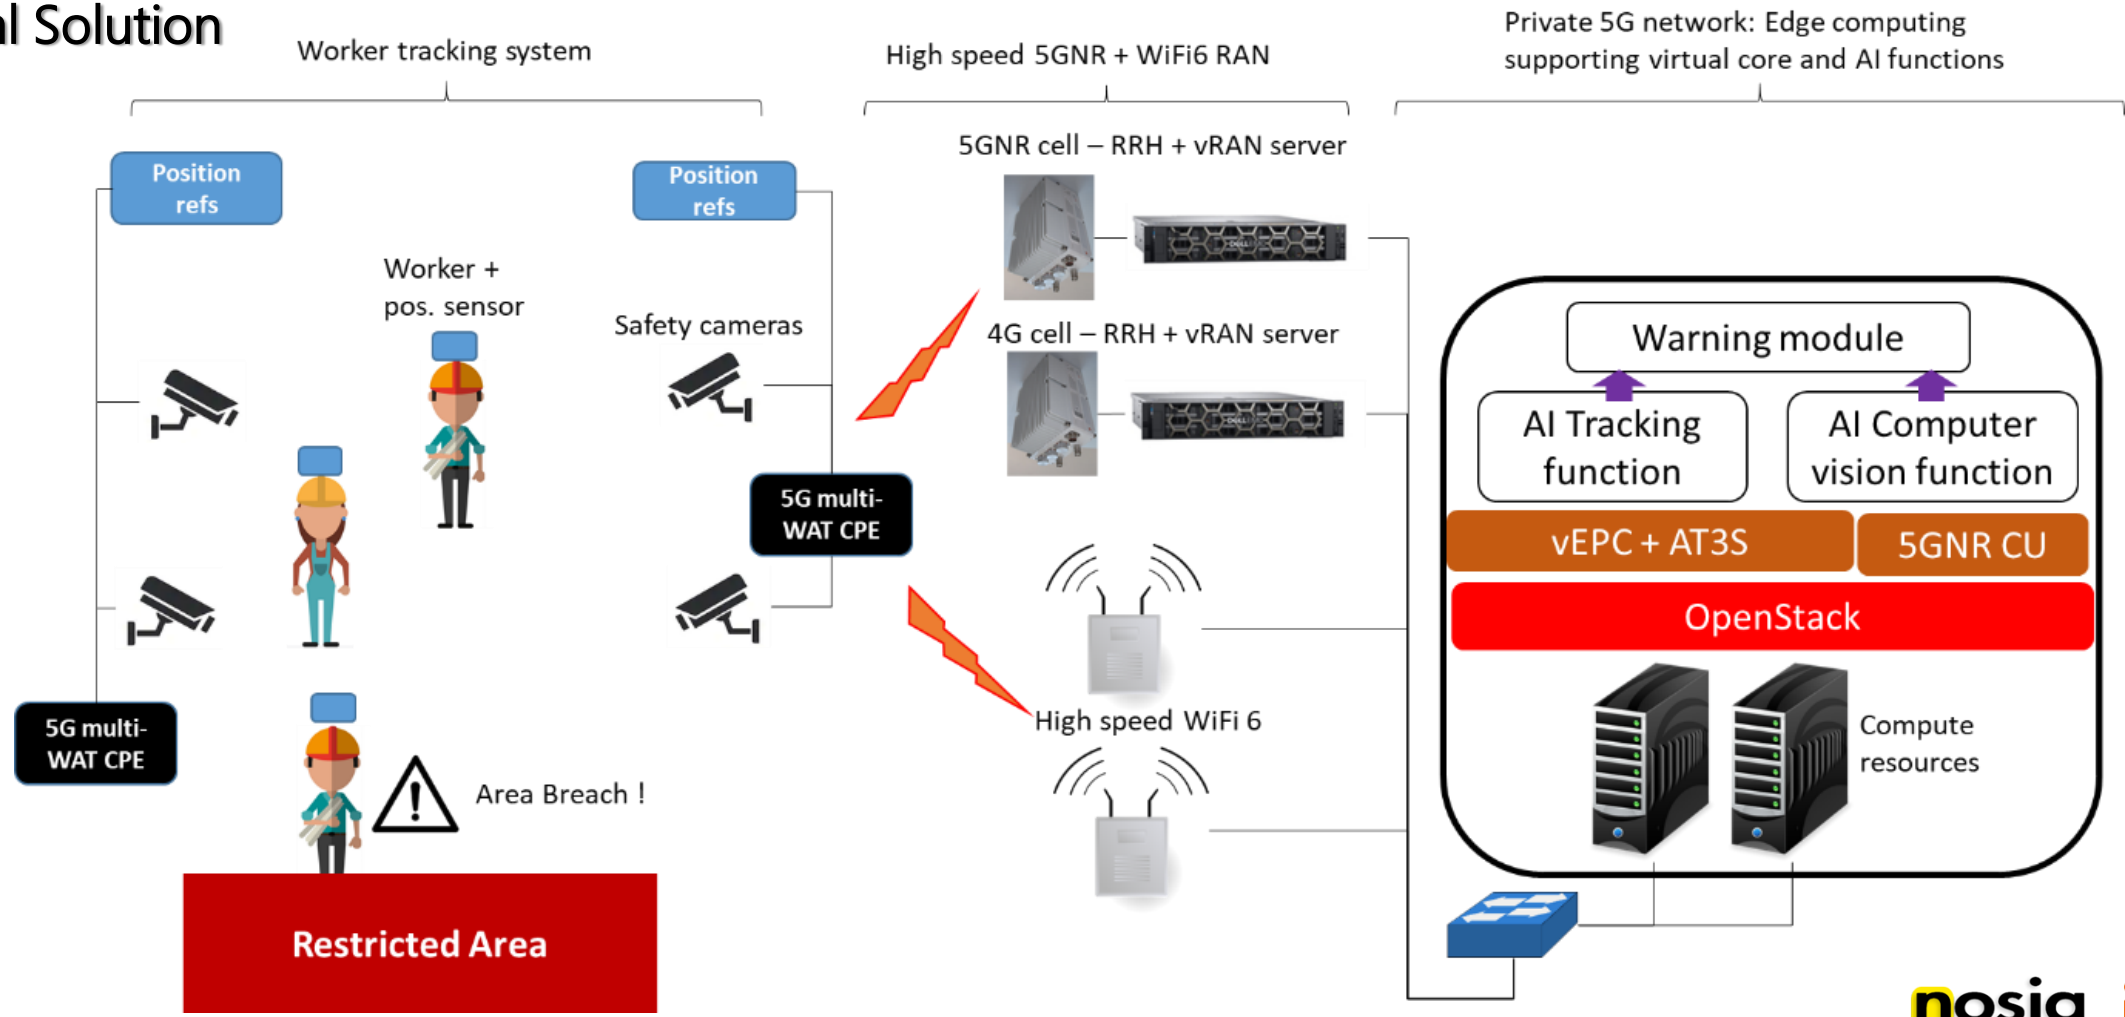 Solution
Worker tracking system
High speed 5GNR + WiFi6 RAN
Private 5G network: Edge computing
supporting virtual core and AI functions
Position
refs
Position
refs
Worker +
pos. sensor
Safety cameras
5G multi-
WAT CPE
5G multi-
WAT CPE
Area Breach !
Restricted Area
5GNR cell – RRH + vRAN server
DELL
4G cell – RRH + vRAN server
DELL
High speed WiFi 6
Warning module
AI Tracking
function
AI Computer
vision function
vEPC + AT3S
5GNR CU
OpenStack
Compute
resources